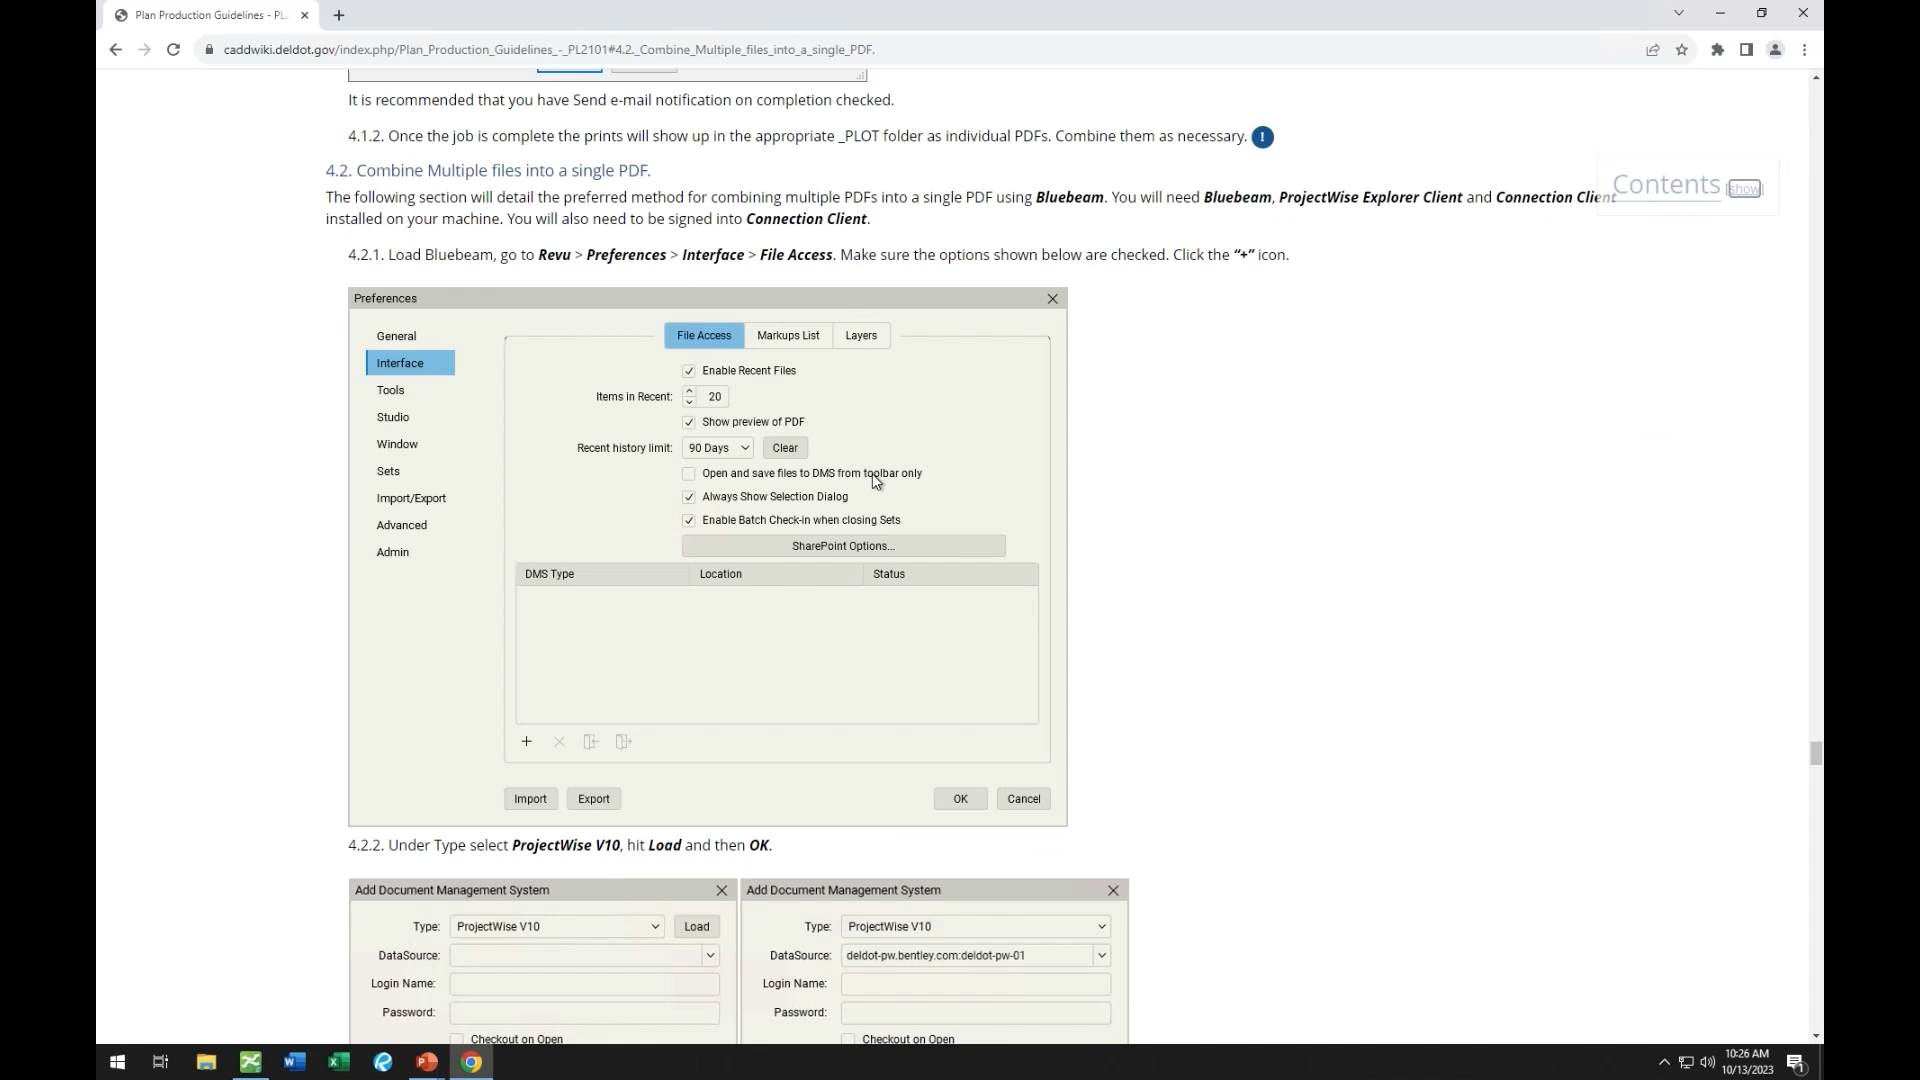 Plan Production Guidelines - PL2
caddwiki.deldot.gov/index.php/Plan_Production_Guidelines_-_PL2101#4.2._Combine_Multiple_files_into_a_single_PDF.
It is recommended that you have Send e-mail notification on completion checked.
4.1.2. Once the job is complete the prints will show up in the appropriate _PLOT folder as individual PDFs. Combine them as necessary. !
4.2. Combine Multiple files into a single PDF.
Contents [show]
The following section will detail the preferred method for combining multiple PDFs into a single PDF using Bluebeam. You will need Bluebeam, ProjectWise Explorer Client and Connection Client
installed on your machine. You will also need to be signed into Connection Client.
4.2.1. Load Bluebeam, go to Revu > Preferences > Interface > File Access. Make sure the options shown below are checked. Click the “+” icon.
Preferences
General
Interface
Tools
Studio
Window
Sets
Import/Export
Advanced
Admin
File Access Markups List Layers
Enable Recent Files
Items in Recent: 20
Show preview of PDF
Recent history limit: 90 Days Clear
Open and save files to DMS from toolbar only
Always Show Selection Dialog
Enable Batch Check-in when closing Sets
SharePoint Options...
DMS Type Location Status
Import Export OK Cancel
4.2.2. Under Type select ProjectWise V10, hit Load and then OK.
Add Document Management System
Type: ProjectWise V10 Load
DataSource:
Login Name:
Password:
Checkout on Open
Add Document Management System
Type: ProjectWise V10
DataSource: deldot-pw.bentley.com:deldot-pw-01
Login Name:
Password:
Checkout on Open
10:26 AM
10/13/2023
1